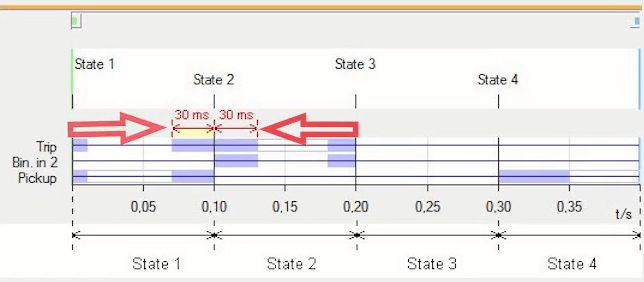 State 1
State 2
State 3
State 4
30 ms 30 ms
Trip
Bin. in 2
Pickup
0,05 0,10 0,15 0,20 0,25 0,30 0,35 t/s
State 1 State 2 State 3 State 4